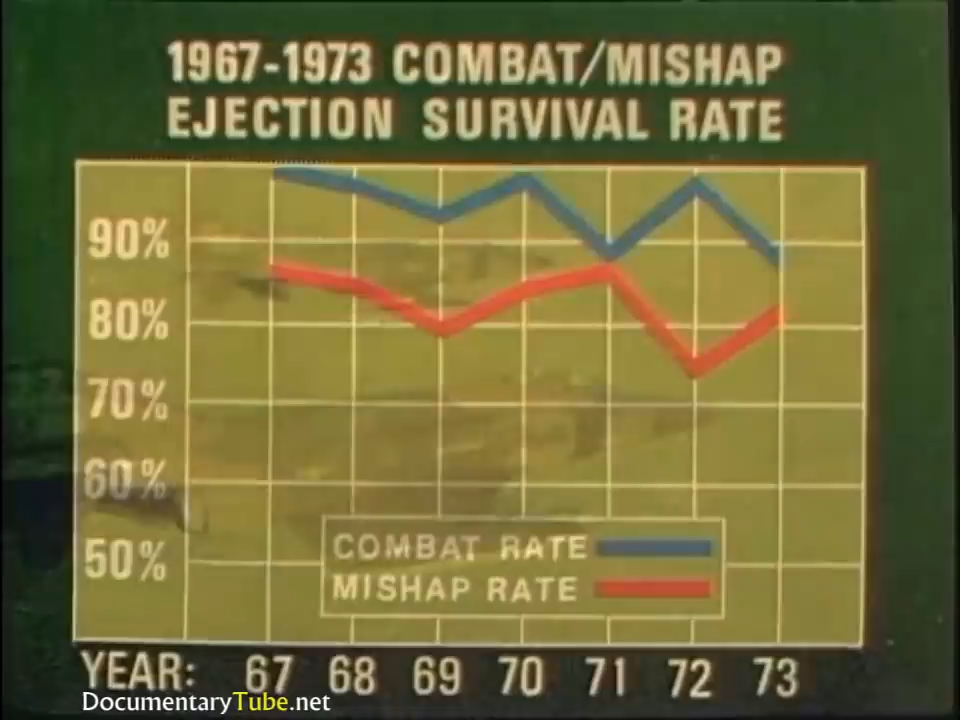 1967-1973 COMBAT/MISHAP
EJECTION SURVIVAL RATE
90%
80%
70%
60%
50%
COMBAT RATE
MISHAP RATE
YEAR: 67 68 69 70 71 72 73
DocumentaryTube.net